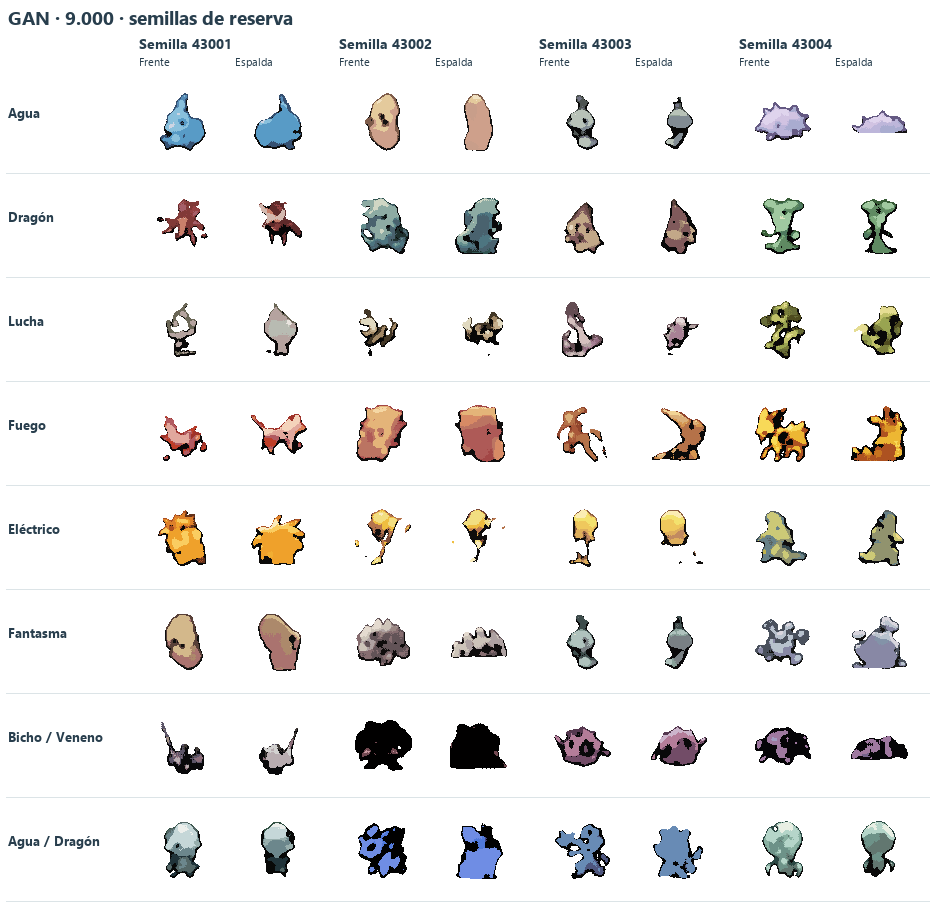 GAN · 9.000 · semillas de reserva
Semilla 43001 Semilla 43002 Semilla 43003 Semilla 43004
Frente Espalda Frente Espalda Frente Espalda Frente Espalda
Agua
Dragón
Lucha
Fuego
Eléctrico
Fantasma
Bicho / Veneno
Agua / Dragón